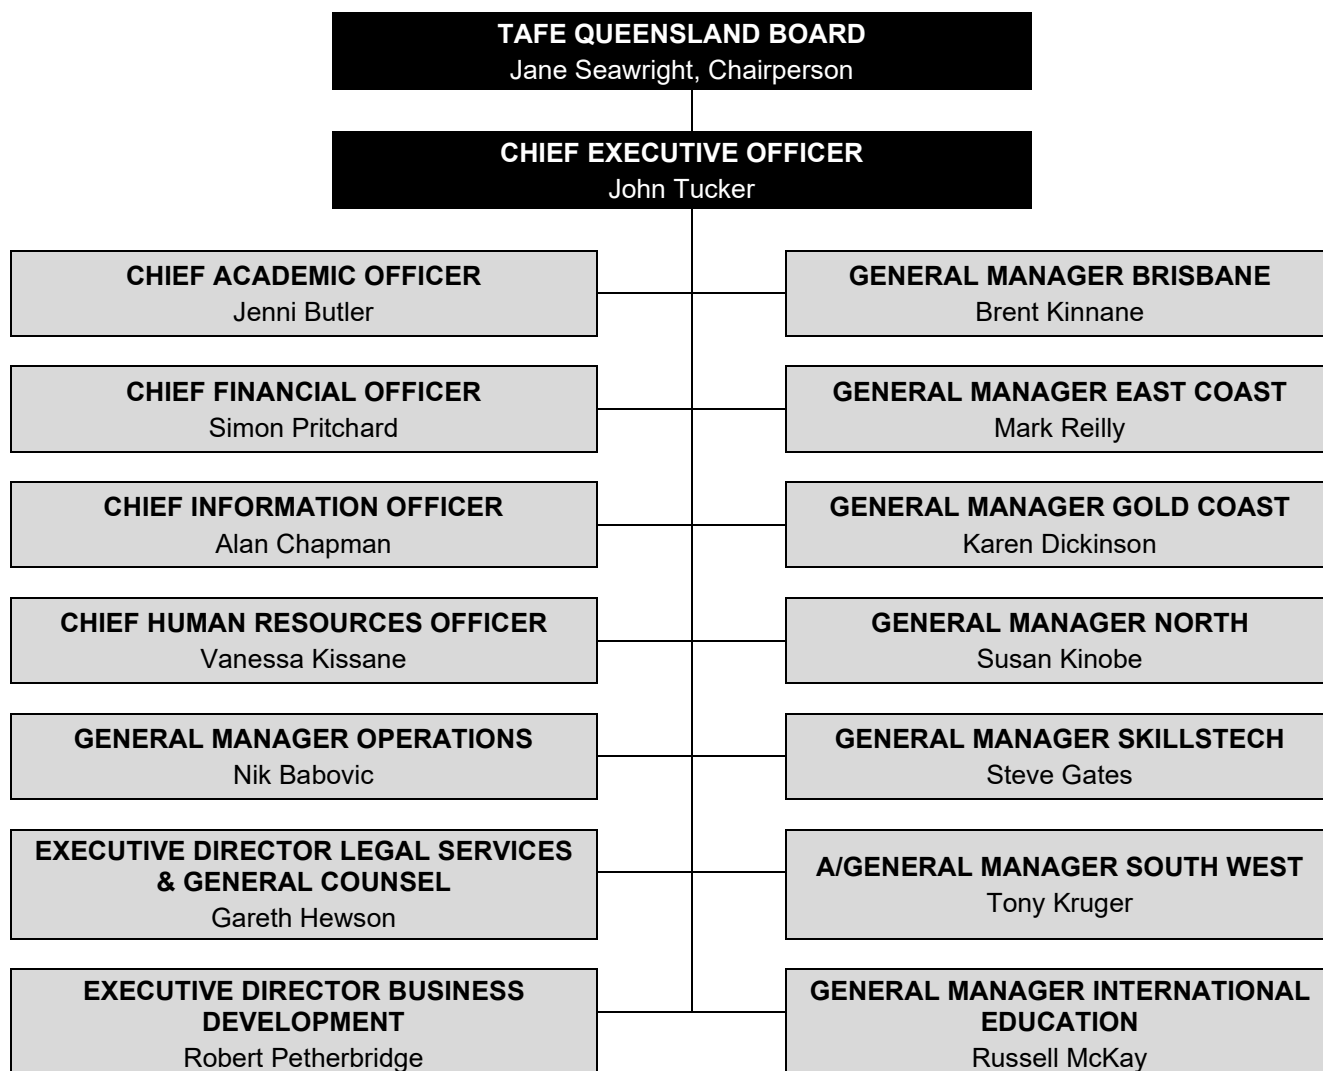 TAFE QUEENSLAND BOARD
Jane Seawright, Chairperson
CHIEF EXECUTIVE OFFICER
John Tucker
CHIEF ACADEMIC OFFICER
Jenni Butler
GENERAL MANAGER BRISBANE
Brent Kinnane
CHIEF FINANCIAL OFFICER
Simon Pritchard
GENERAL MANAGER EAST COAST
Mark Reilly
CHIEF INFORMATION OFFICER
Alan Chapman
GENERAL MANAGER GOLD COAST
Karen Dickinson
CHIEF HUMAN RESOURCES OFFICER
Vanessa Kissane
GENERAL MANAGER NORTH
Susan Kinobe
GENERAL MANAGER OPERATIONS
Nik Babovic
GENERAL MANAGER SKILLSTECH
Steve Gates
EXECUTIVE DIRECTOR LEGAL SERVICES
& GENERAL COUNSEL
Gareth Hewson
A/GENERAL MANAGER SOUTH WEST
Tony Kruger
EXECUTIVE DIRECTOR BUSINESS
DEVELOPMENT
Robert Petherbridge
GENERAL MANAGER INTERNATIONAL
EDUCATION
Russell McKay